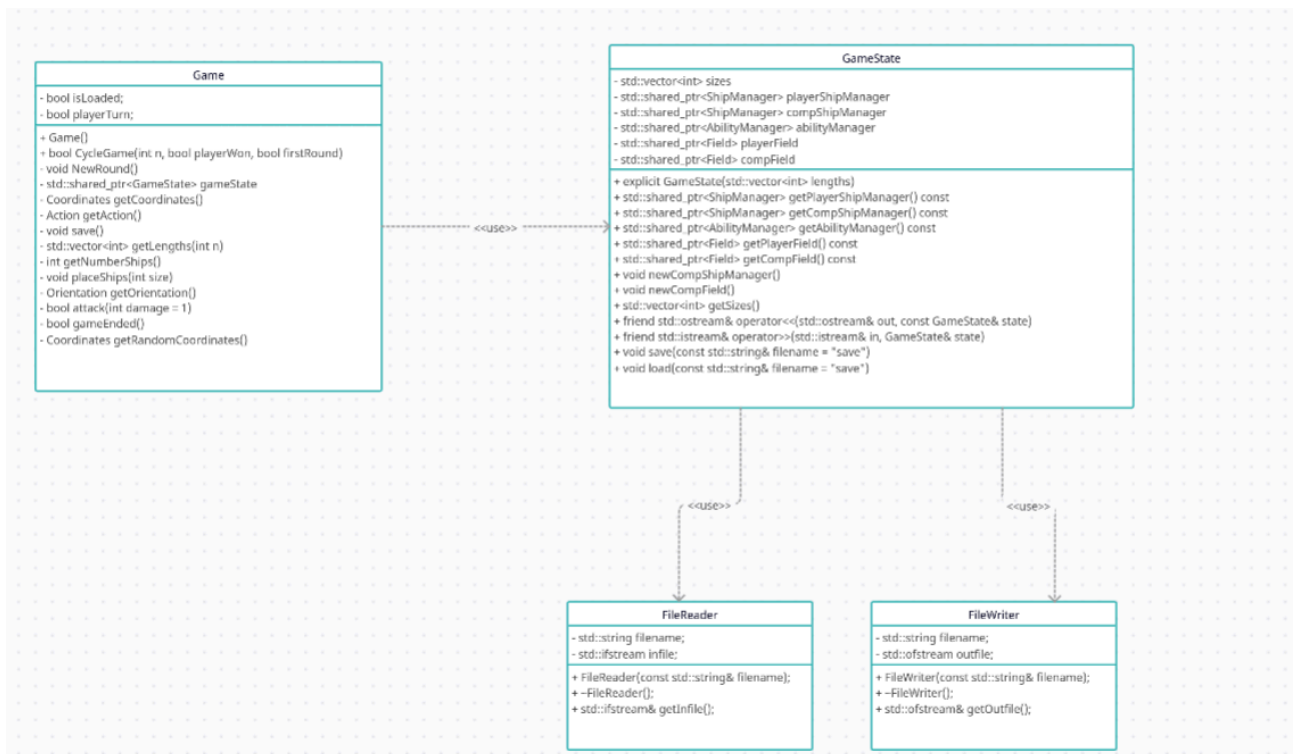 Game
- bool isLoaded;
- bool playerTurn;
+ Game()
+ bool CycleGame(int n, bool playerWon, bool firstRound)
- void NewRound()
- std::shared_ptr<GameState> gameState
- Coordinates getCoordinates()
- Action getAction()
- void save()
- std::vector<int> getLengths(int n)
- int getNumberShips()
- void placeShips(int size)
- Orientation getOrientation()
- bool attack(int damage = 1)
- bool gameEnded()
- Coordinates getRandomCoordinates()
<<use>>
GameState
- std::vector<int> sizes
- std::shared_ptr<ShipManager> playerShipManager
- std::shared_ptr<ShipManager> compShipManager
- std::shared_ptr<AbilityManager> abilityManager
- std::shared_ptr<Field> playerField
- std::shared_ptr<Field> compField
+ explicit GameState(std::vector<int> lengths)
+ std::shared_ptr<ShipManager> getPlayerShipManager() const
+ std::shared_ptr<ShipManager> getCompShipManager() const
+ std::shared_ptr<AbilityManager> getAbilityManager() const
+ std::shared_ptr<Field> getPlayerField() const
+ std::shared_ptr<Field> getCompField() const
+ void newCompShipManager()
+ void newCompField()
+ std::vector<int> getSizes()
+ friend std::ostream& operator<<(std::ostream& out, const GameState& state)
+ friend std::istream& operator>>(std::istream& in, GameState& state)
+ void save(const std::string& filename = "save")
+ void load(const std::string& filename = "save")
<<use>>
<<use>>
FileReader
- std::string filename;
- std::ifstream infile;
+ FileReader(const std::string& filename);
+ ~FileReader();
+ std::ifstream& getInfile();
FileWriter
- std::string filename;
- std::ofstream outfile;
+ FileWriter(const std::string& filename);
+ ~FileWriter();
+ std::ofstream& getOutfile();